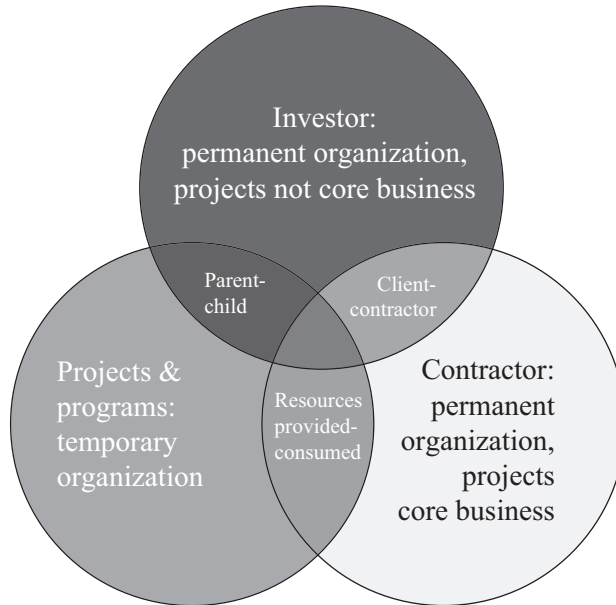 Investor:
permanent organization,
projects not core business
Parent-
child
Client-
contractor
Projects &
programs:
temporary
organization
Resources
provided-
consumed
Contractor:
permanent
organization,
projects
core business